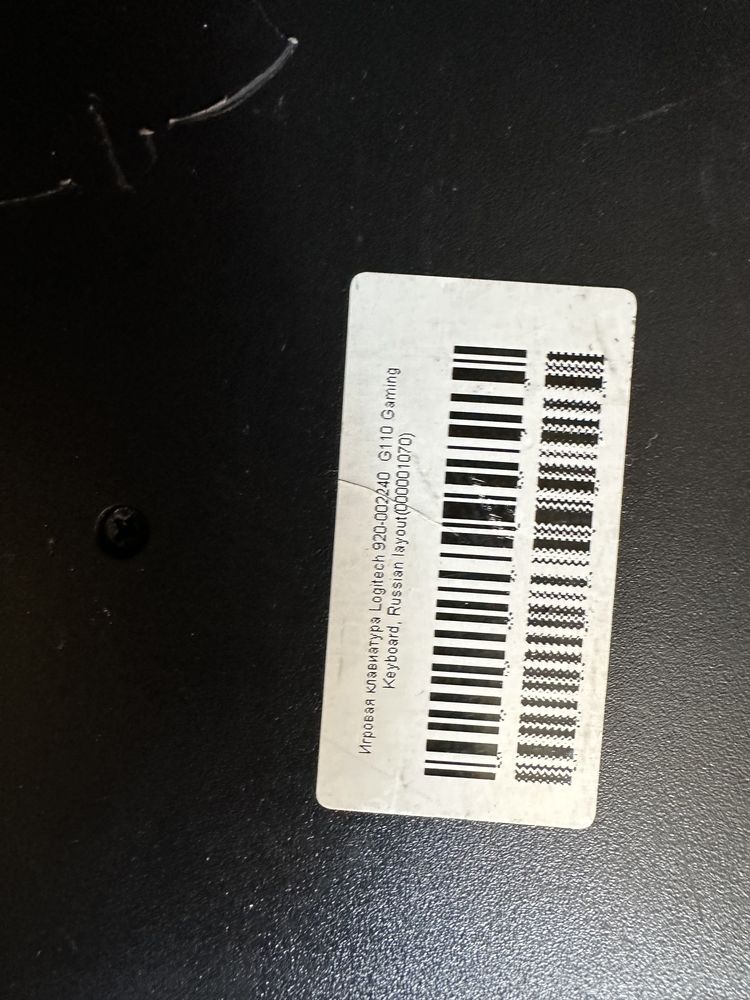 Игровая клавиатура Logitech 920-002240 G110 Gaming
Keyboard, Russian layout(000001070)